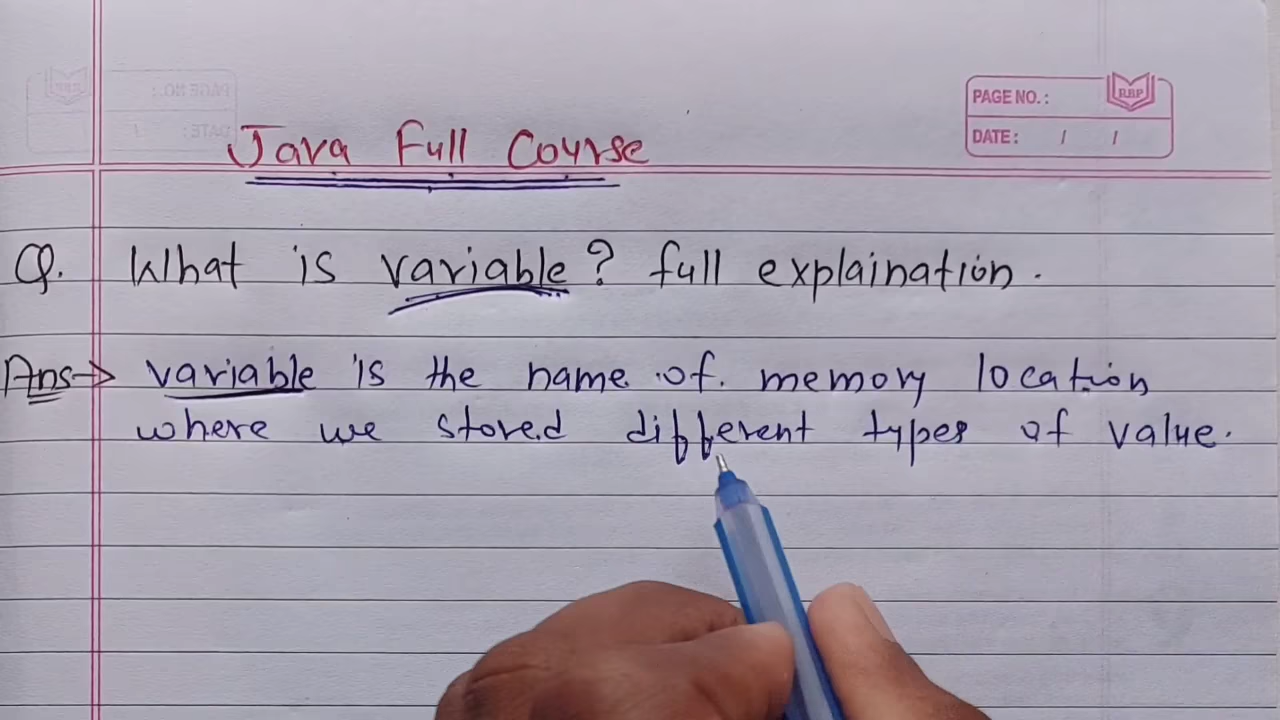 PAGE NO. :
RBP
DATE : / /
Java Full Course
Q. What is variable? full explaination.
Ans→ variable is the name of memory location
where we stored different types of value.